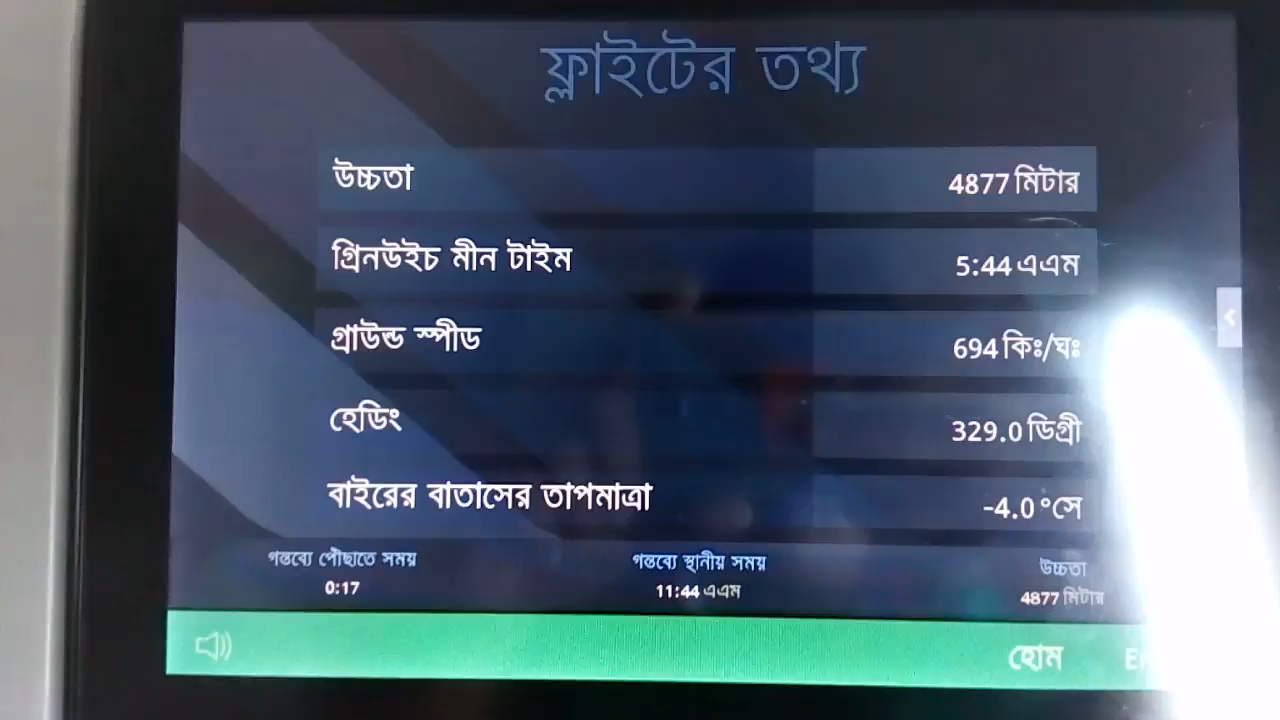 ফ্লাইটের তথ্য
উচ্চতা 4877 মিটার
গ্রিনউইচ মীন টাইম 5:44 এএম
গ্রাউন্ড স্পীড 694 কিঃ/ঘঃ
হেডিং 329.0 ডিগ্রী
বাইরের বাতাসের তাপমাত্রা -4.0 °সে
গন্তব্যে পৌঁছাতে সময় গন্তব্যে স্থানীয় সময় উচ্চতা
0:17 11:44 এএম 4877 মিটার
হোম